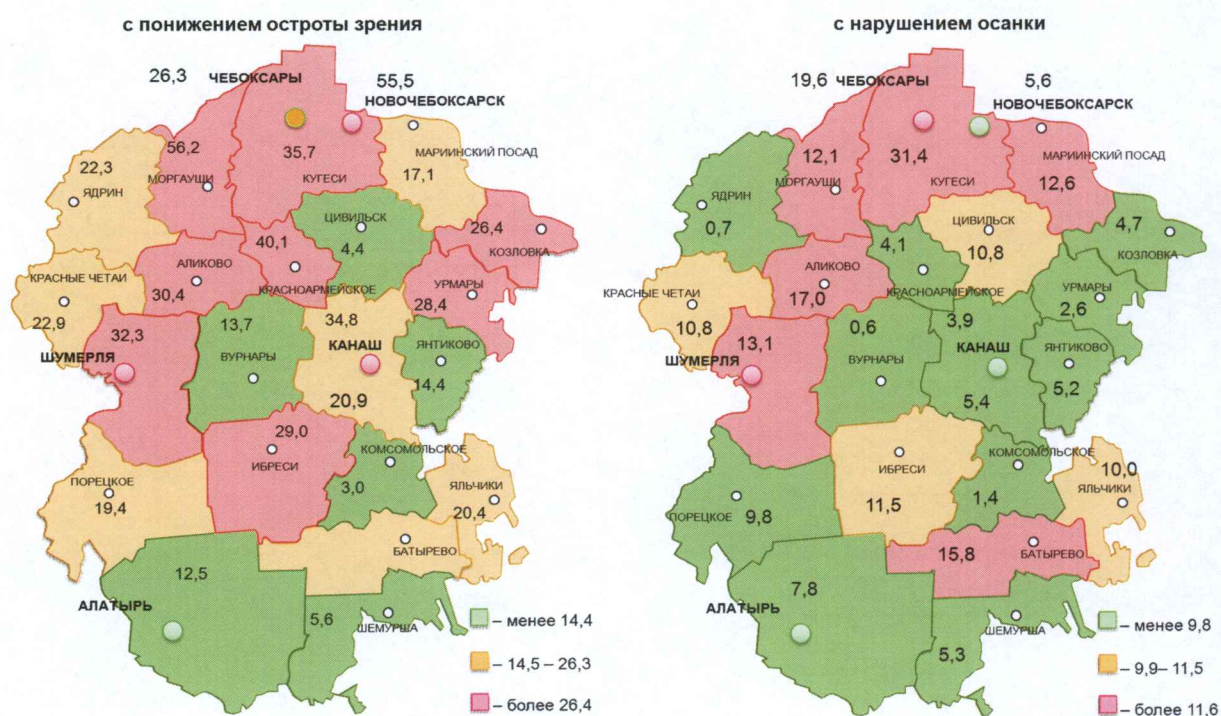 с понижением остроты зрения
26,3
ЧЕБОКСАРЫ
55,5
НОВОЧЕБОКСАРСК
56,2
МОРГАУШИ
35,7
КУГЕСИ
МАРИИНСКИЙ ПОСАД
17,1
22,3
ЯДРИН
ЦИВИЛЬСК
4,4
26,4
КОЗЛОВКА
40,1
КРАСНОАРМЕЙСКОЕ
АЛИКОВО
30,4
КРАСНЫЕ ЧЕТАИ
22,9
УРМАРЫ
28,4
32,3
ШУМЕРЛЯ
13,7
ВУРНАРЫ
34,8
КАНАШ
20,9
ЯНТИКОВО
14,4
29,0
ИБРЕСИ
КОМСОМОЛЬСКОЕ
3,0
ПОРЕЦКОЕ
19,4
ЯЛЬЧИКИ
20,4
БАТЫРЕВО
12,5
АЛАТЫРЬ
5,6
ШЕМУРША
– менее 14,4
– 14,5 – 26,3
– более 26,4
с нарушением осанки
19,6
ЧЕБОКСАРЫ
5,6
НОВОЧЕБОКСАРСК
12,1
МОРГАУШИ
31,4
КУГЕСИ
МАРИИНСКИЙ ПОСАД
12,6
ЯДРИН
0,7
ЦИВИЛЬСК
10,8
4,7
КОЗЛОВКА
4,1
КРАСНОАРМЕЙСКОЕ
АЛИКОВО
17,0
КРАСНЫЕ ЧЕТАИ
10,8
УРМАРЫ
2,6
13,1
ШУМЕРЛЯ
0,6
ВУРНАРЫ
3,9
КАНАШ
5,4
ЯНТИКОВО
5,2
ИБРЕСИ
11,5
КОМСОМОЛЬСКОЕ
1,4
ПОРЕЦКОЕ
9,8
10,0
ЯЛЬЧИКИ
15,8
БАТЫРЕВО
7,8
АЛАТЫРЬ
5,3
ШЕМУРША
– менее 9,8
– 9,9– 11,5
– более 11,6